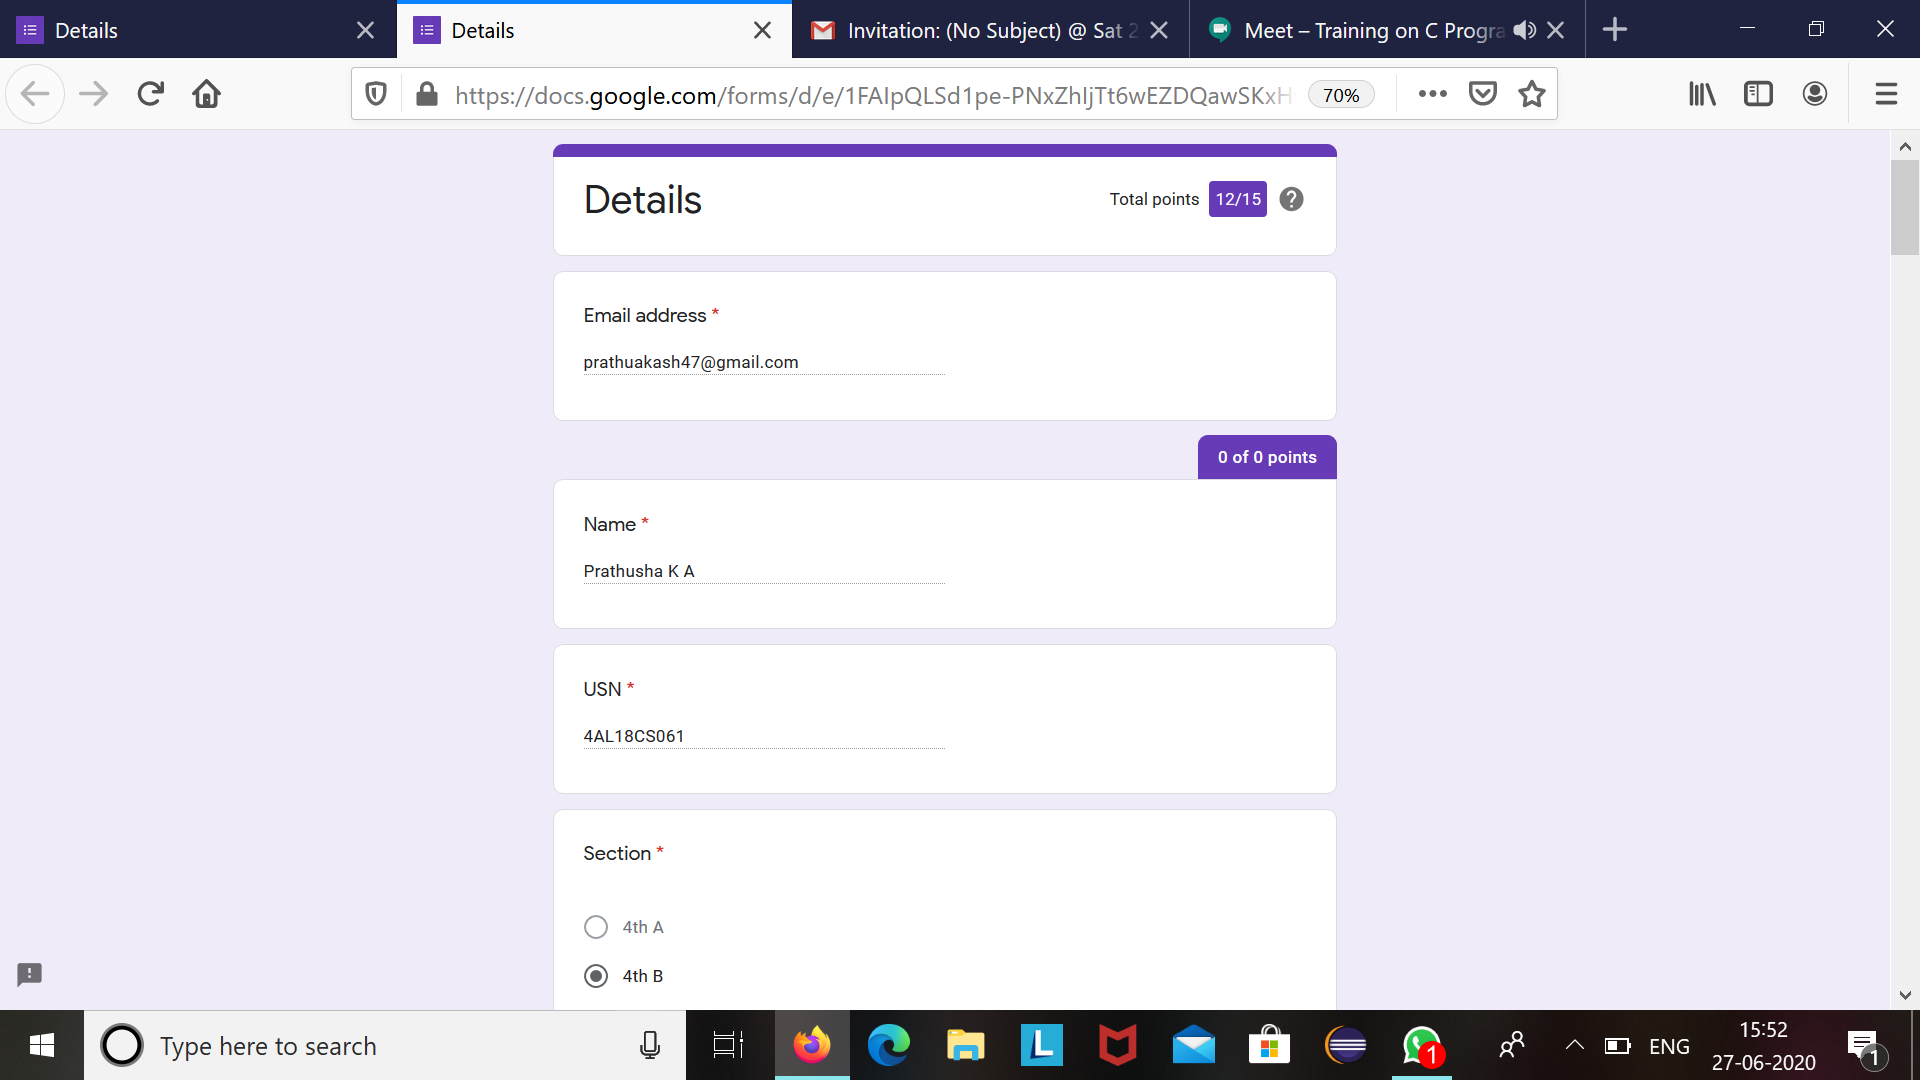 Details
Details
Invitation: (No Subject) @ Sat 2
Meet – Training on C Progra
https://docs.google.com/forms/d/e/1FAIpQLSd1pe-PNxZhIjTt6wEZDQawSKxH
70%
Details
Total points 12/15
Email address *
prathuakash47@gmail.com
0 of 0 points
Name *
Prathusha K A
USN *
4AL18CS061
Section *
4th A
4th B
Type here to search
L
1
ENG
15:52
27-06-2020
1